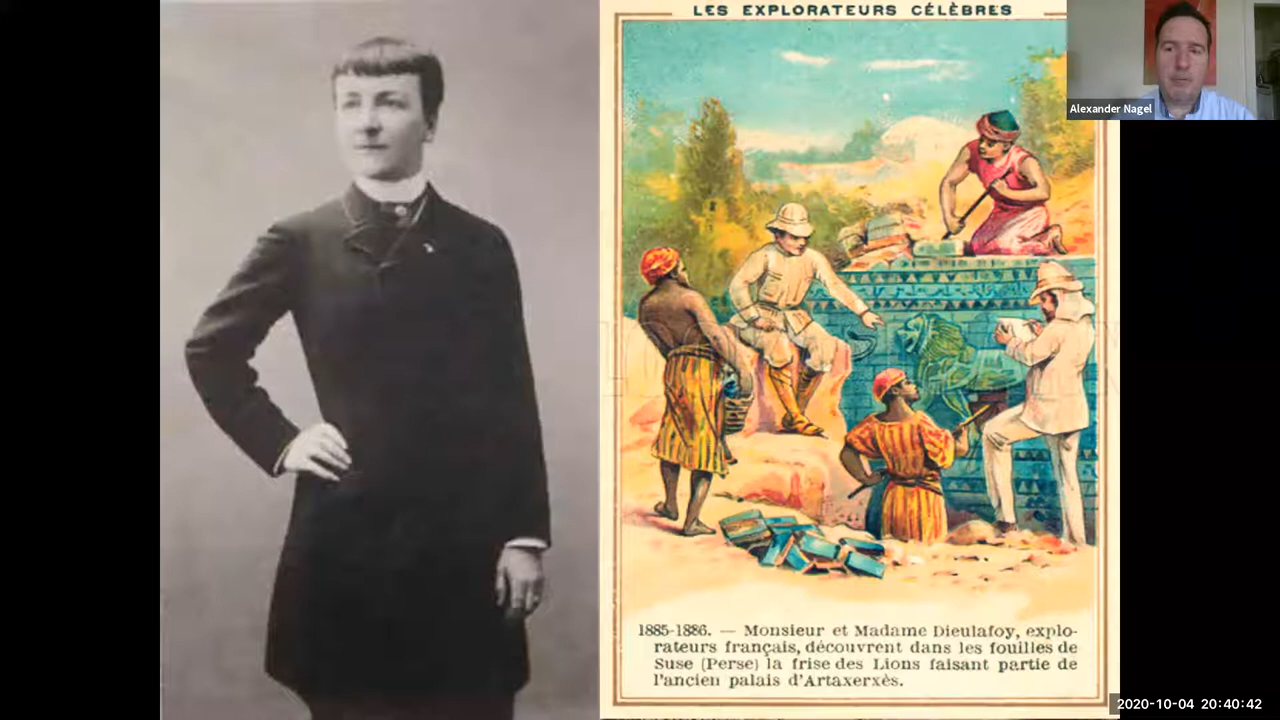 LES EXPLORATEURS CÉLÈBRES
Alexander Nagel
1885-1886. — Monsieur et Madame Dieulafoy, explo-
rateurs français, découvrent dans les fouilles de
Suse (Perse) la frise des Lions faisant partie de
l'ancien palais d'Artaxerxès.
2020-10-04 20:40:42